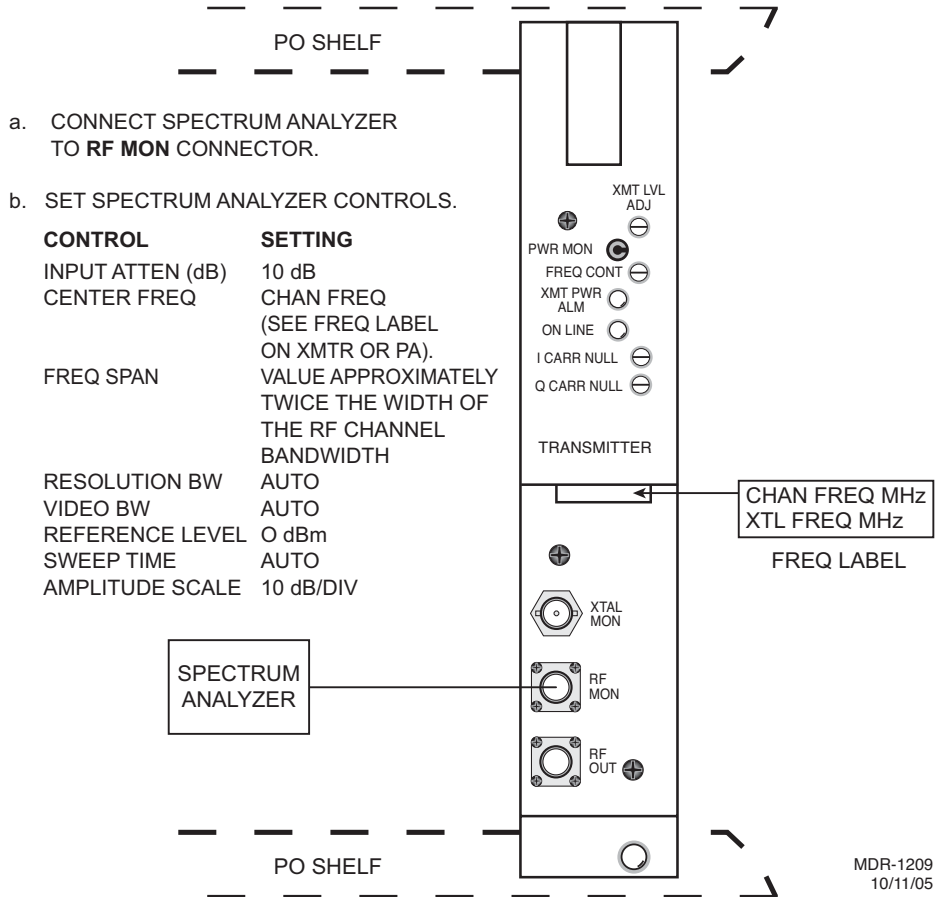 PO SHELF
a. CONNECT SPECTRUM ANALYZER
TO RF MON CONNECTOR.
b. SET SPECTRUM ANALYZER CONTROLS.
CONTROL SETTING
INPUT ATTEN (dB) 10 dB
CENTER FREQ CHAN FREQ
(SEE FREQ LABEL
ON XMTR OR PA).
FREQ SPAN VALUE APPROXIMATELY
TWICE THE WIDTH OF
THE RF CHANNEL
BANDWIDTH
RESOLUTION BW AUTO
VIDEO BW AUTO
REFERENCE LEVEL O dBm
SWEEP TIME AUTO
AMPLITUDE SCALE 10 dB/DIV
XMT LVL
ADJ
PWR MON
FREQ CONT
XMT PWR
ALM
ON LINE
I CARR NULL
Q CARR NULL
TRANSMITTER
CHAN FREQ MHz
XTL FREQ MHz
FREQ LABEL
XTAL
MON
SPECTRUM
ANALYZER
RF
MON
RF
OUT
PO SHELF
MDR-1209
10/11/05